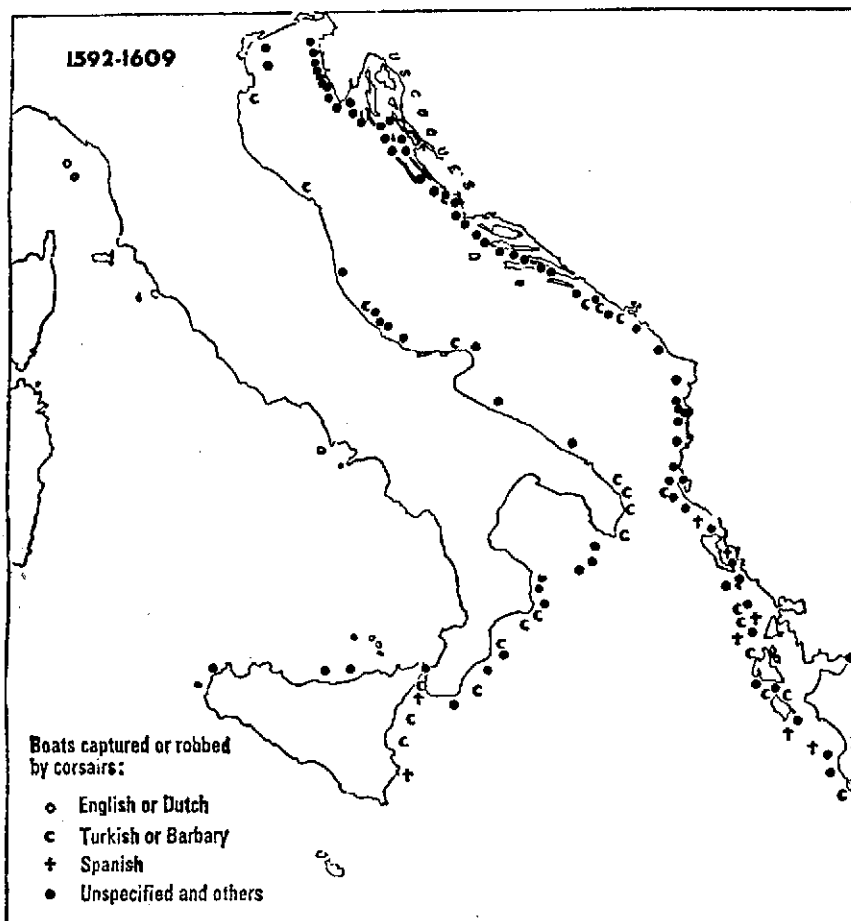 1592-1609
USCOQUES
Boats captured or robbed
by corsairs:
English or Dutch
Turkish or Barbary
Spanish
Unspecified and others